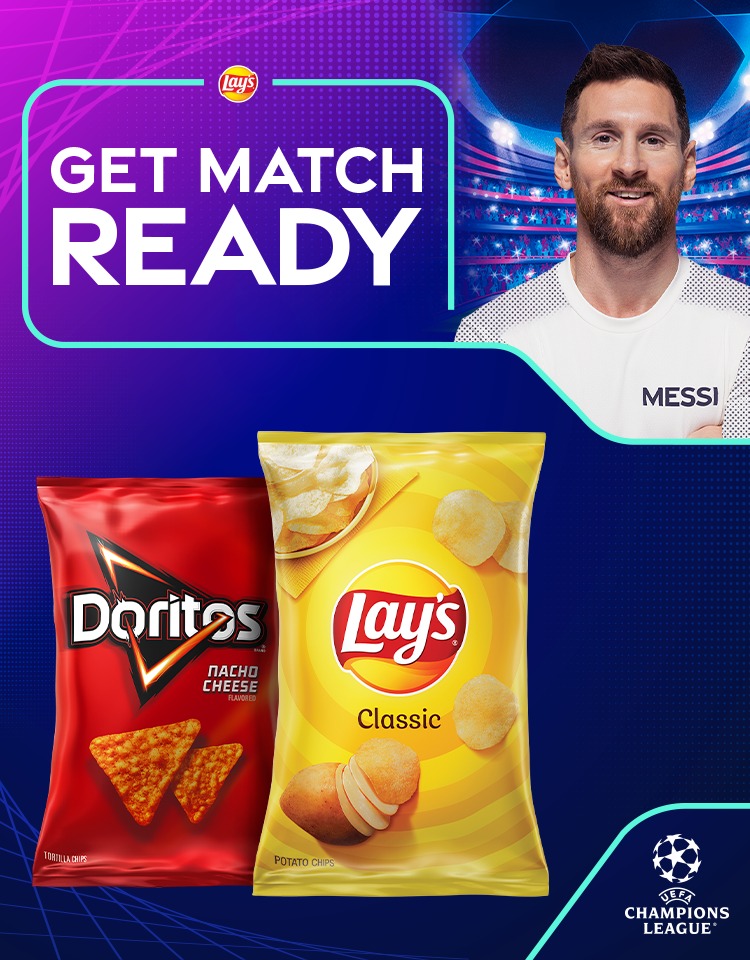 Lay's
GET MATCH
READY
MESSI
Doritos
NACHO
CHEESE
FLAVORED
TORTILLA CHIPS
Lay's
Classic
POTATO CHIPS
UEFA
CHAMPIONS
LEAGUE